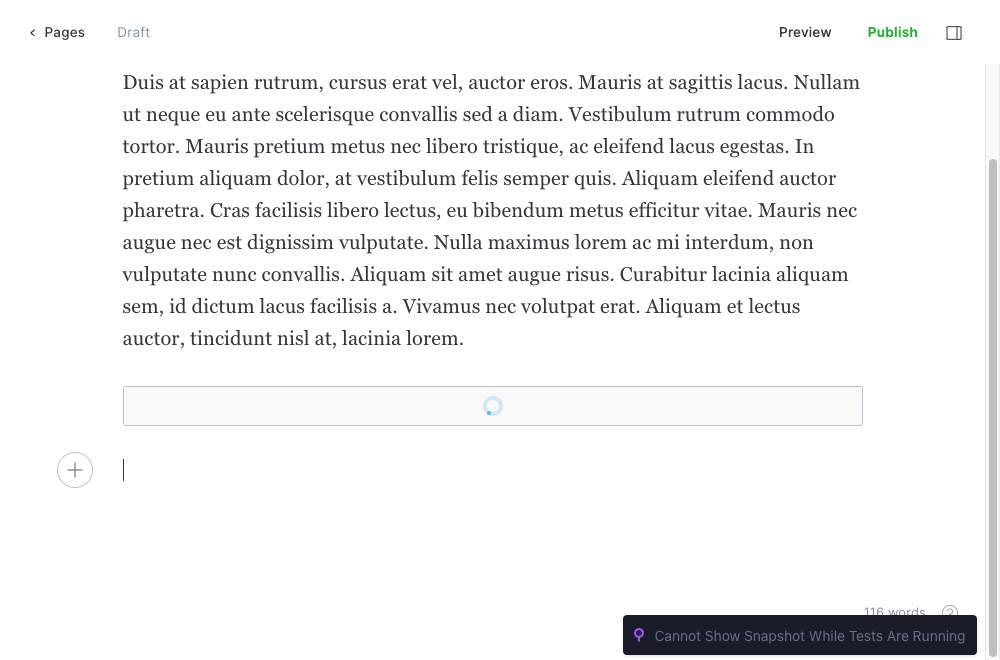 Pages
Draft
Preview
Publish
Duis at sapien rutrum, cursus erat vel, auctor eros. Mauris at sagittis lacus. Nullam
ut neque eu ante scelerisque convallis sed a diam. Vestibulum rutrum commodo
tortor. Mauris pretium metus nec libero tristique, ac eleifend lacus egestas. In
pretium aliquam dolor, at vestibulum felis semper quis. Aliquam eleifend auctor
pharetra. Cras facilisis libero lectus, eu bibendum metus efficitur vitae. Mauris nec
augue nec est dignissim vulputate. Nulla maximus lorem ac mi interdum, non
vulputate nunc convallis. Aliquam sit amet augue risus. Curabitur lacinia aliquam
sem, id dictum lacus facilisis a. Vivamus nec volutpat erat. Aliquam et lectus
auctor, tincidunt nisl at, lacinia lorem.
116 words
Cannot Show Snapshot While Tests Are Running